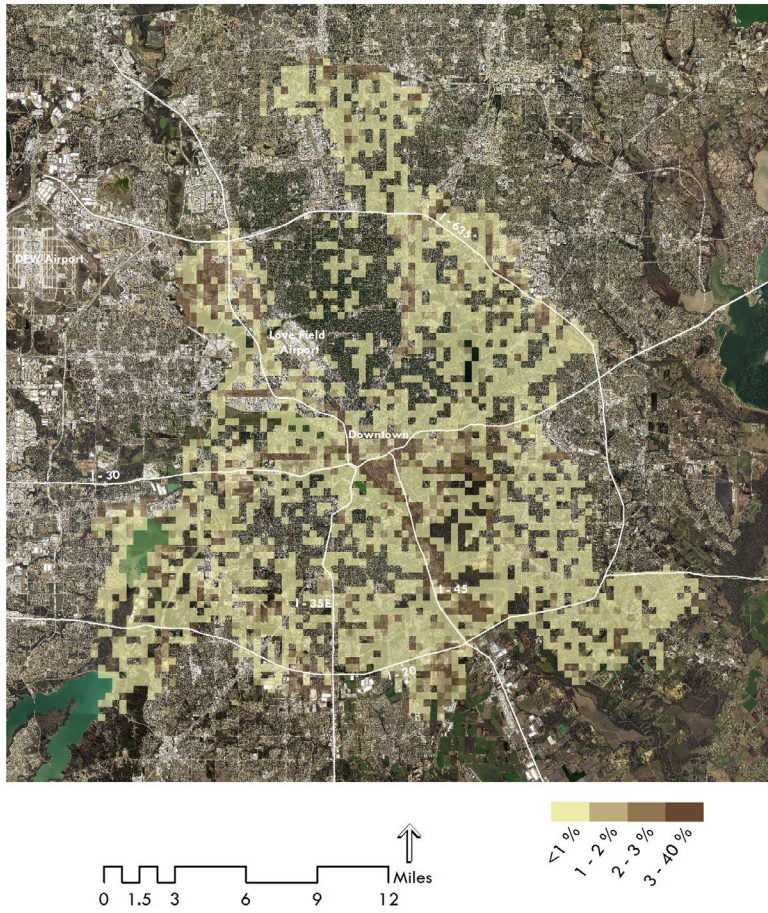 I - 635
DFW Airport
Love Field
Airport
Downtown
I - 30
I - 35E
I - 45
I - 20
<1 %
1 - 2 %
2 - 3 %
3 - 40 %
Miles
0 1.5 3 6 9 12